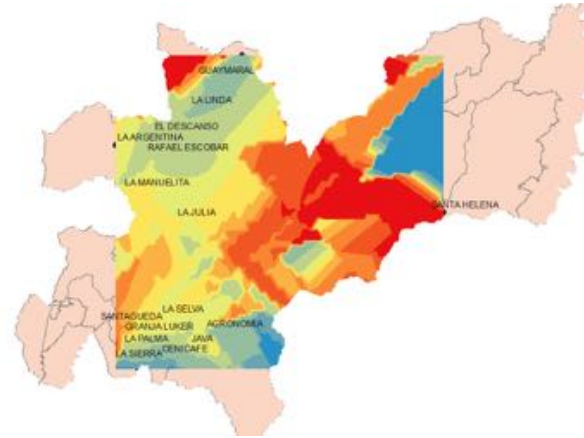 GUAYMARAL
LA LINDA
EL DESCANSO
LA ARGENTINA
RAFAEL ESCOBAR
LA MANUELITA
LA JULIA
SANTA HELENA
LA SELVA
SANTAGUEDA
GRANJA LUKER
AGRONOMIA
LA PALMA
JAVA
CENICAFE
LA SIERRA